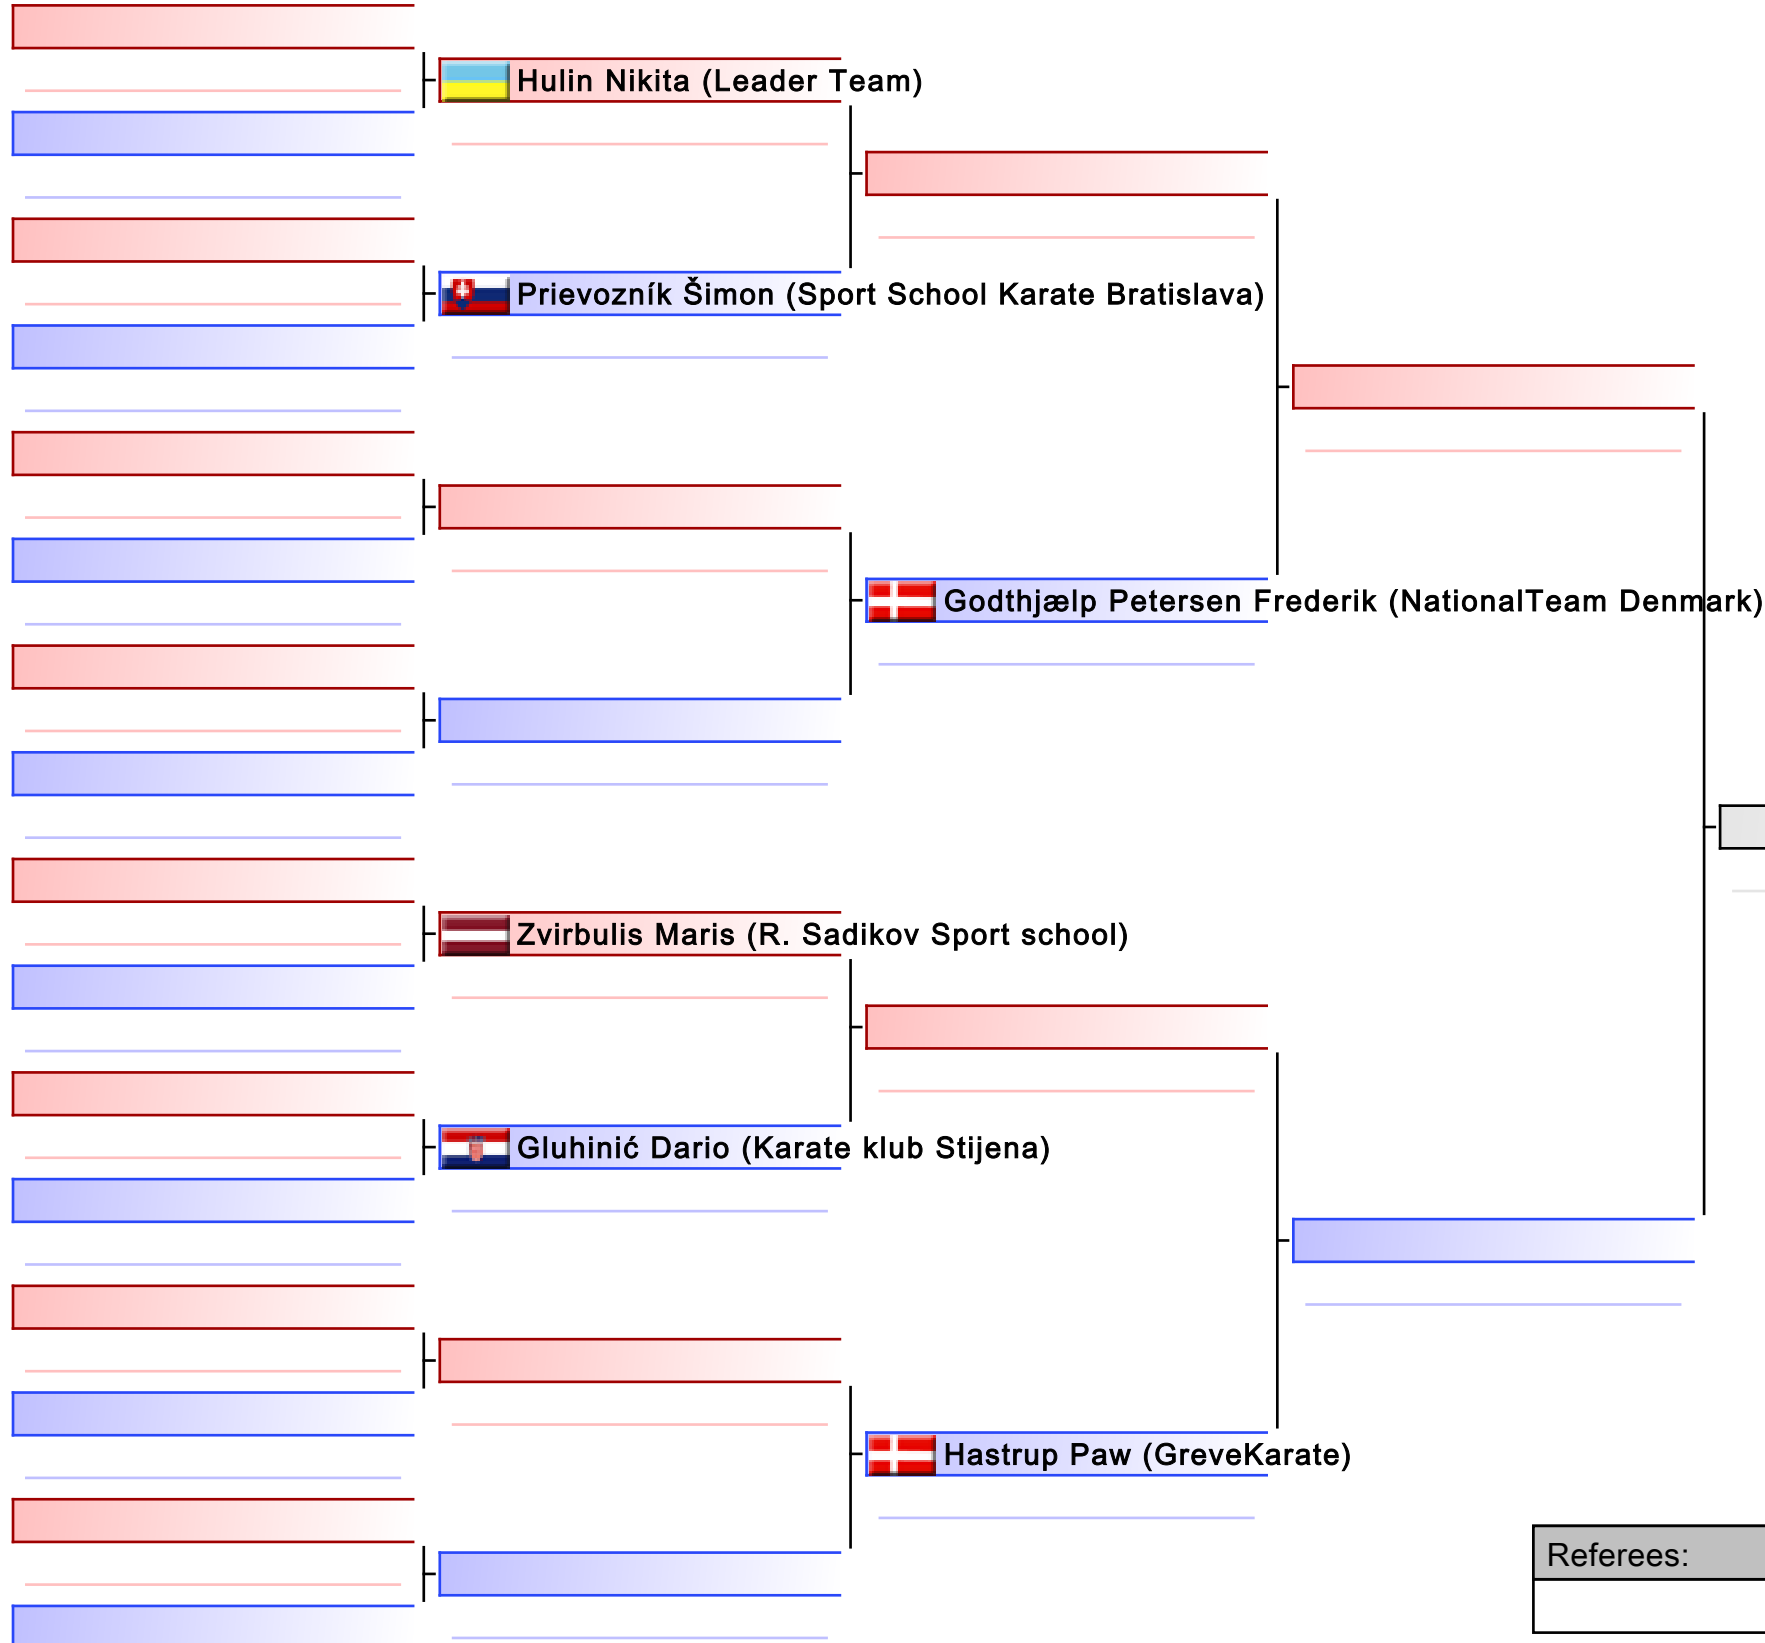 Hulin Nikita (Leader Team)
Prievozník Šimon (Sport School Karate Bratislava)
Godthjælp Petersen Frederik (NationalTeam Denmark)
Zvirbulis Maris (R. Sadikov Sport school)
Gluhinić Dario (Karate klub Stijena)
Hastrup Paw (GreveKarate)
Referees: